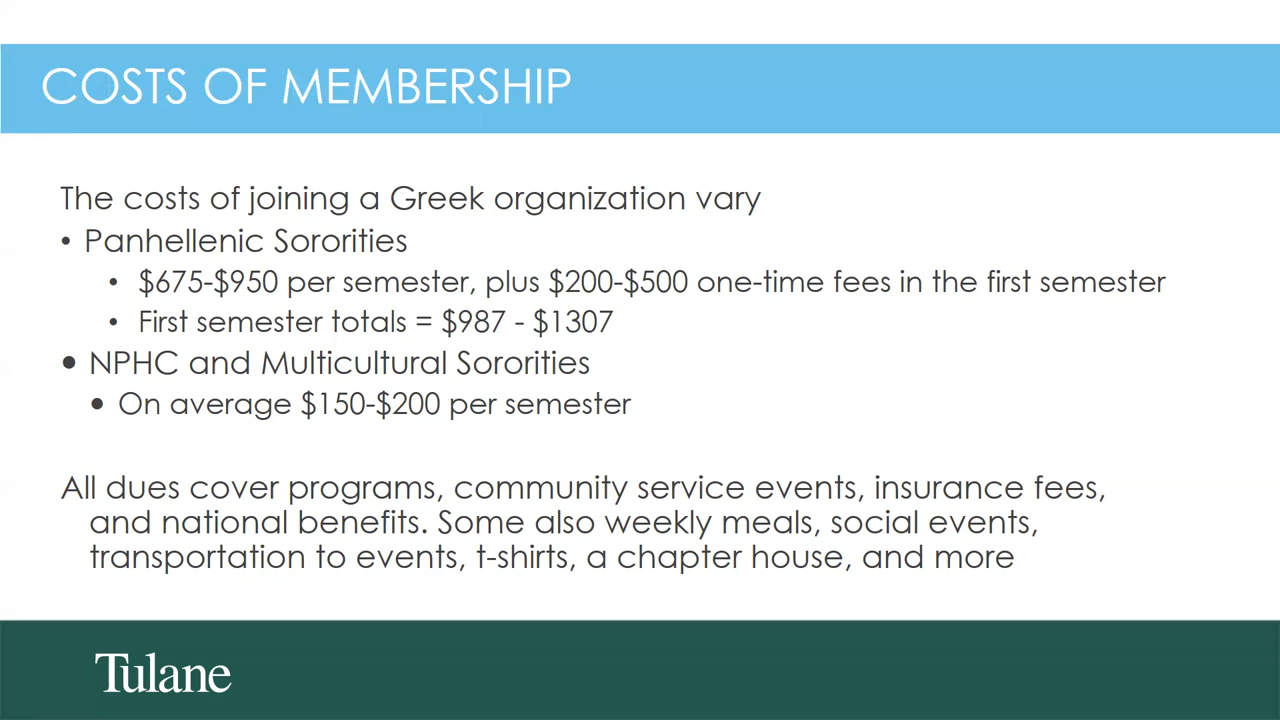 COSTS OF MEMBERSHIP
The costs of joining a Greek organization vary
• Panhellenic Sororities
• $675-$950 per semester, plus $200-$500 one-time fees in the first semester
• First semester totals = $987 - $1307
• NPHC and Multicultural Sororities
• On average $150-$200 per semester
All dues cover programs, community service events, insurance fees,
and national benefits. Some also weekly meals, social events,
transportation to events, t-shirts, a chapter house, and more
Tulane